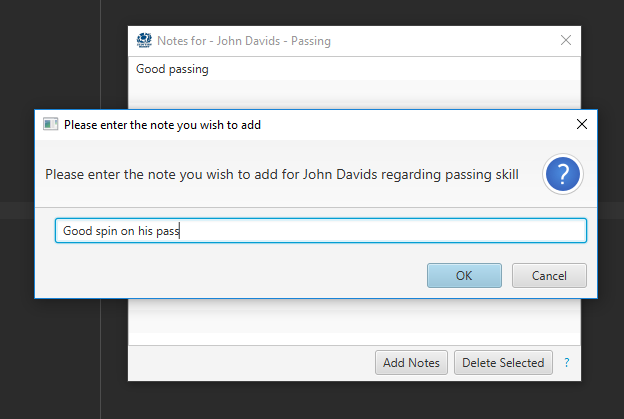 Notes for - John Davids - Passing
Good passing
Please enter the note you wish to add
Please enter the note you wish to add for John Davids regarding passing skill
?
Good spin on his pass
OK
Cancel
Add Notes
Delete Selected
?